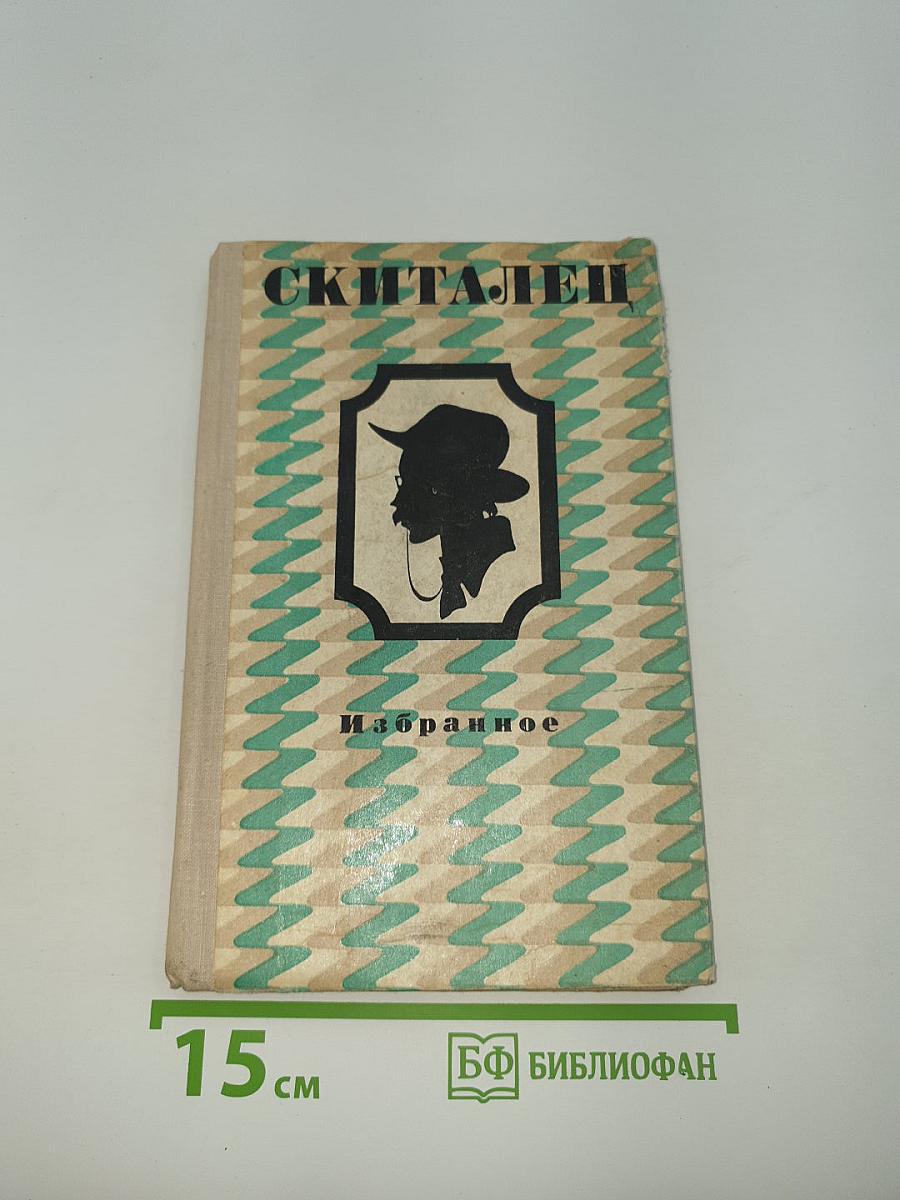 СКИТАЛЕЦ
Избранное
15 см
БФ БИБЛИОФАН